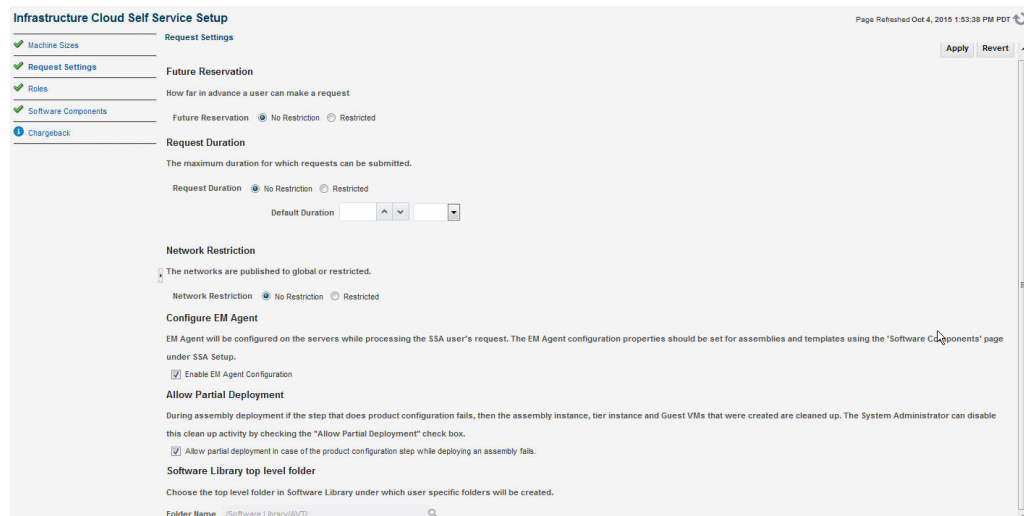 Infrastructure Cloud Self Service Setup
Page Refreshed Oct 4, 2015 1:53:38 PM PDT
Machine Sizes
Request Settings
Roles
Software Components
Chargeback
Request Settings
Apply Revert
Future Reservation
How far in advance a user can make a request
Future Reservation No Restriction Restricted
Request Duration
The maximum duration for which requests can be submitted.
Request Duration No Restriction Restricted
Default Duration
Network Restriction
The networks are published to global or restricted.
Network Restriction No Restriction Restricted
Configure EM Agent
EM Agent will be configured on the servers while processing the SSA user's request. The EM Agent configuration properties should be set for assemblies and templates using the 'Software Components' page
under SSA Setup.
Enable EM Agent Configuration
Allow Partial Deployment
During assembly deployment if the step that does product configuration fails, then the assembly instance, tier instance and Guest VMs that were created are cleaned up. The System Administrator can disable
this clean up activity by checking the "Allow Partial Deployment" check box.
Allow partial deployment in case of the product configuration step while deploying an assembly fails.
Software Library top level folder
Choose the top level folder in Software Library under which user specific folders will be created.
Folder Name /Software Library/AVT/